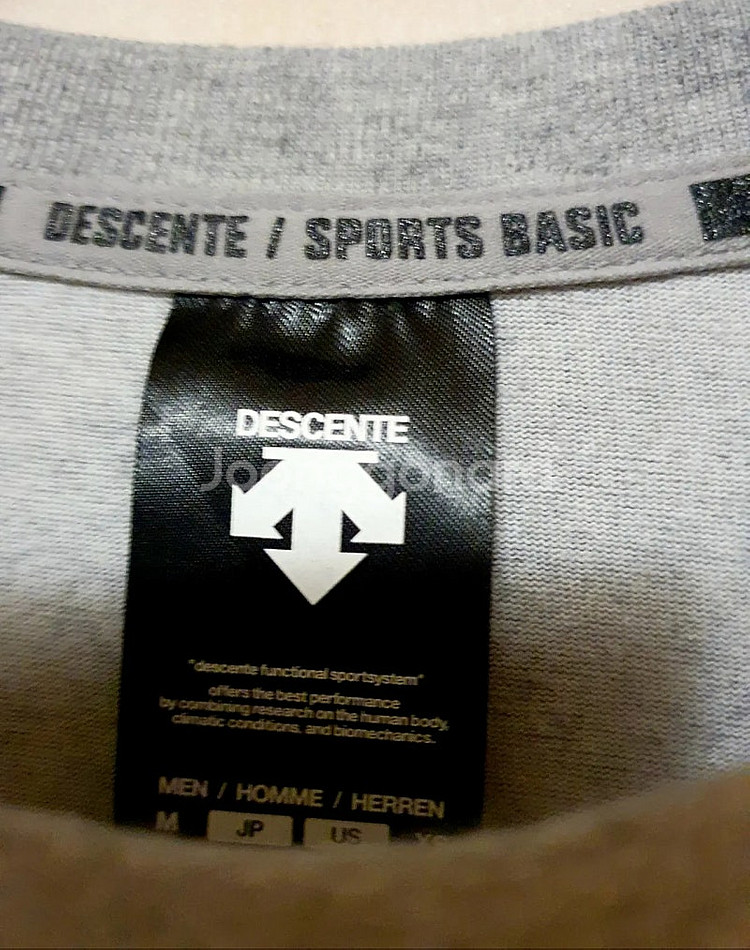 DESCENTE / SPORTS BASIC
DESCENTE
"descente functional sportsystem"
offers the best performance
by combining research on the human body,
climatic conditions, and biomechanics.
MEN / HOMME / HERREN
M JP US